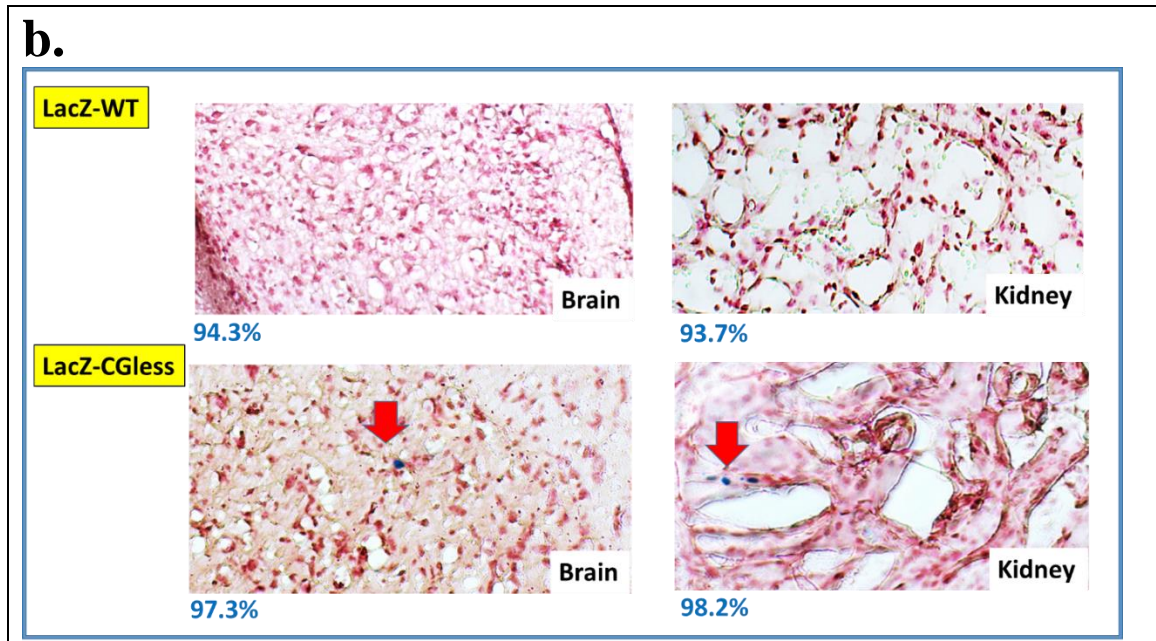 b.
LacZ-WT
Brain
Kidney
94.3%
93.7%
LacZ-CGless
Brain
Kidney
97.3%
98.2%